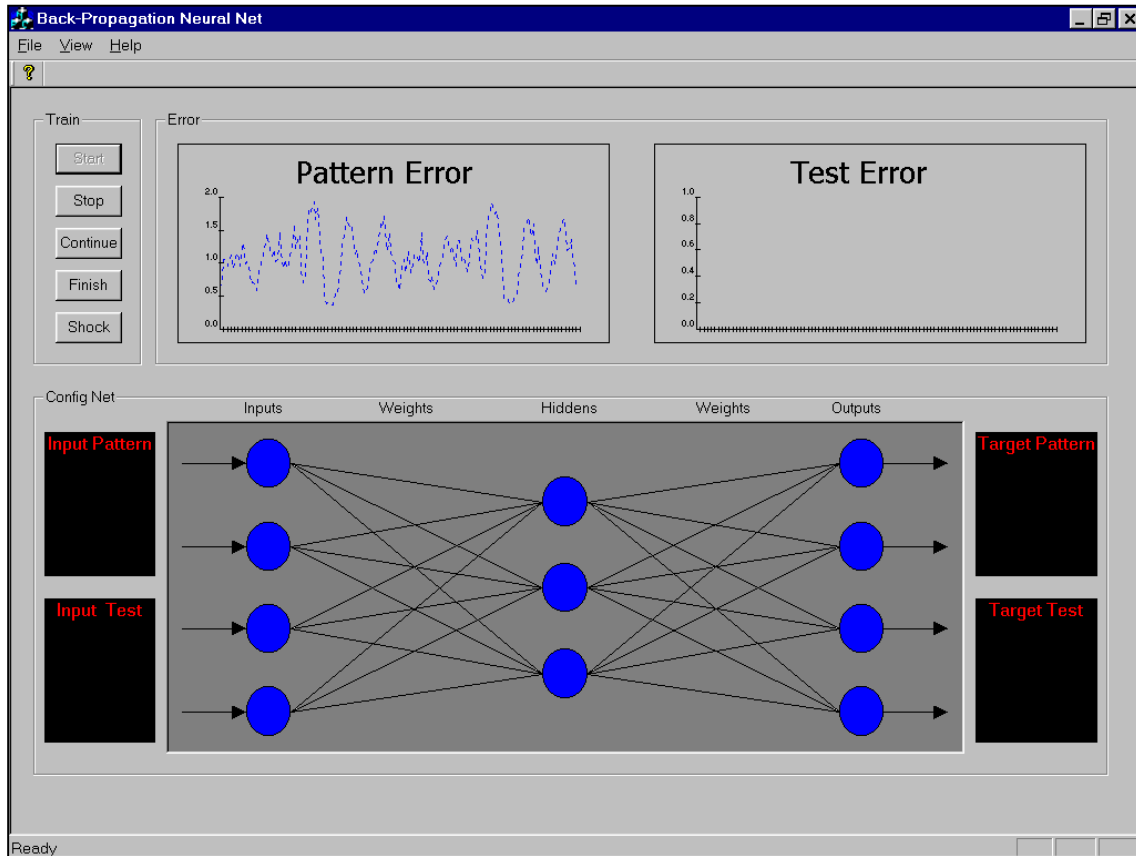 Back-Propagation Neural Net
File View Help
Train
Start
Stop
Continue
Finish
Shock
Error
Pattern Error
2.0
1.5
1.0
0.5
0.0
Test Error
1.0
0.8
0.6
0.4
0.2
0.0
Config Net
Inputs Weights Hiddens Weights Outputs
Input Pattern
Target Pattern
Input Test
Target Test
Ready